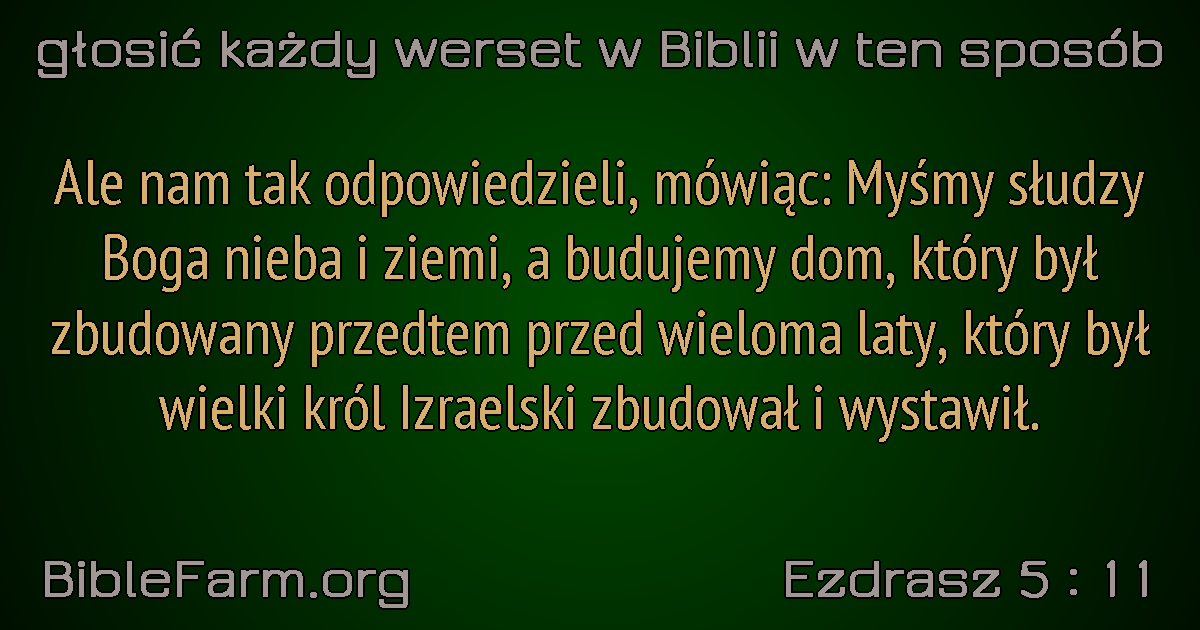 głosić każdy werset w Biblii w ten sposób
Ale nam tak odpowiedzieli, mówiąc: Myśmy słudzy
Boga nieba i ziemi, a budujemy dom, który był
zbudowany przedtem przed wieloma laty, który był
wielki król Izraelski zbudował i wystawił.
BibleFarm.org
Ezdrasz 5 : 11